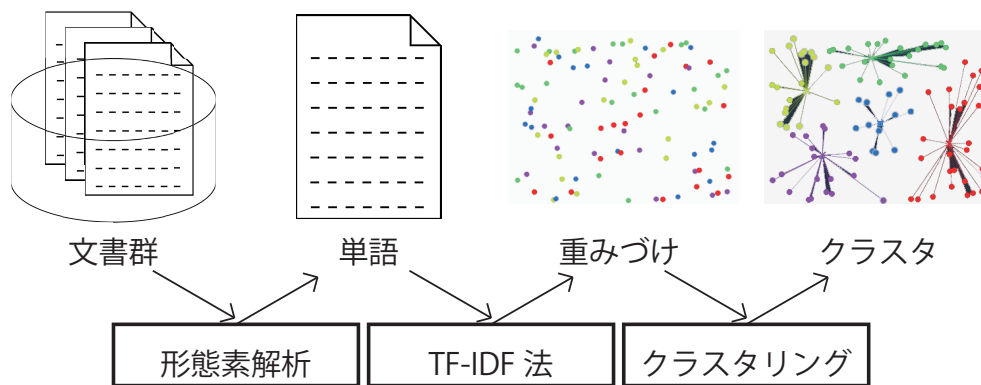 文書群
単語
重みづけ
クラスタ
形態素解析
TF-IDF 法
クラスタリング